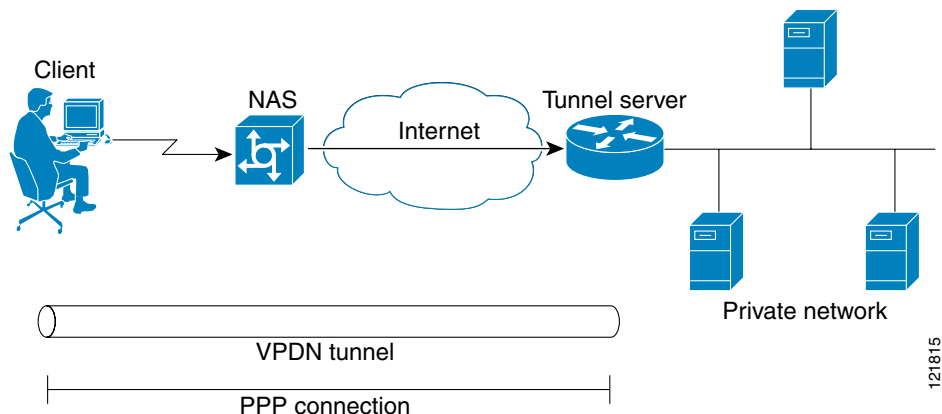 Client
NAS
Internet
Tunnel server
Private network
VPDN tunnel
PPP connection
121815